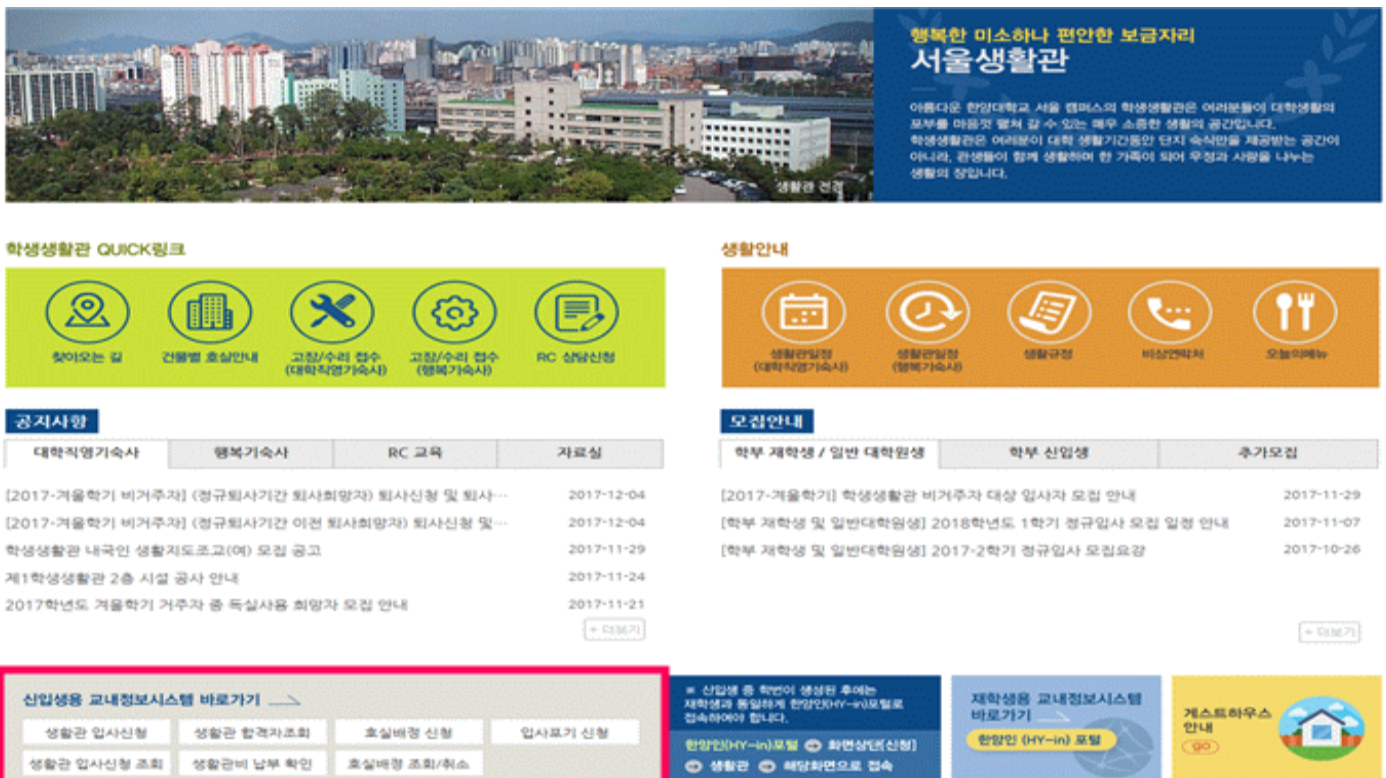 행복한 미소하나 편안한 보금자리
서울생활관
아름다운 한양대학교 서울 캠퍼스의 학생생활관은 여러분들이 대학생활의
포부를 마음껏 펼쳐 갈 수 있는 매우 소중한 생활의 공간입니다.
학생생활관은 여러분이 대학 생활기간동안 단지 숙식만을 제공받는 공간이
아니라, 관생들이 함께 생활하며 한 가족이 되어 우정과 사랑을 나누는
생활의 장입니다.
생활관 전경
학생생활관 QUICK링크
찾아오는 길
건물별 호실안내
고장/수리 접수
(대학직영기숙사)
고장/수리 접수
(행복기숙사)
RC 상담신청
생활안내
생활관일정
(대학직영기숙사)
생활관일정
(행복기숙사)
생활규정
비상연락처
오늘의메뉴
공지사항
대학직영기숙사 행복기숙사 RC 교육 자료실
[2017-겨울학기 비거주자] (정규퇴사기간 퇴사희망자) 퇴사신청 및 퇴사… 2017-12-04
[2017-겨울학기 비거주자] (정규퇴사기간 이전 퇴사희망자) 퇴사신청 및… 2017-12-04
학생생활관 내국인 생활지도조교(여) 모집 공고 2017-11-29
제1학생생활관 2층 시설 공사 안내 2017-11-24
2017학년도 겨울학기 거주자 중 독실사용 희망자 모집 안내 2017-11-21
+ 더보기
모집안내
학부 재학생 / 일반 대학원생 학부 신입생 추가모집
[2017-겨울학기] 학생생활관 비거주자 대상 입사자 모집 안내 2017-11-29
[학부 재학생 및 일반대학원생] 2018학년도 1학기 정규입사 모집 일정 안내 2017-11-07
[학부 재학생 및 일반대학원생] 2017-2학기 정규입사 모집요강 2017-10-26
+ 더보기
신입생용 교내정보시스템 바로가기
생활관 입사신청 생활관 합격자조회 호실배정 신청 입사포기 신청
생활관 입사신청 조회 생활관비 납부 확인 호실배정 조회/취소
※ 신입생 중 학번이 생성된 후에는
재학생과 동일하게 한양인(HY-in)포털로
접속하여야 합니다.
한양인(HY-in)포털 화면상단[신청]
생활관 해당화면으로 접속
재학생용 교내정보시스템
바로가기
한양인 (HY-in) 포털
게스트하우스
안내
go